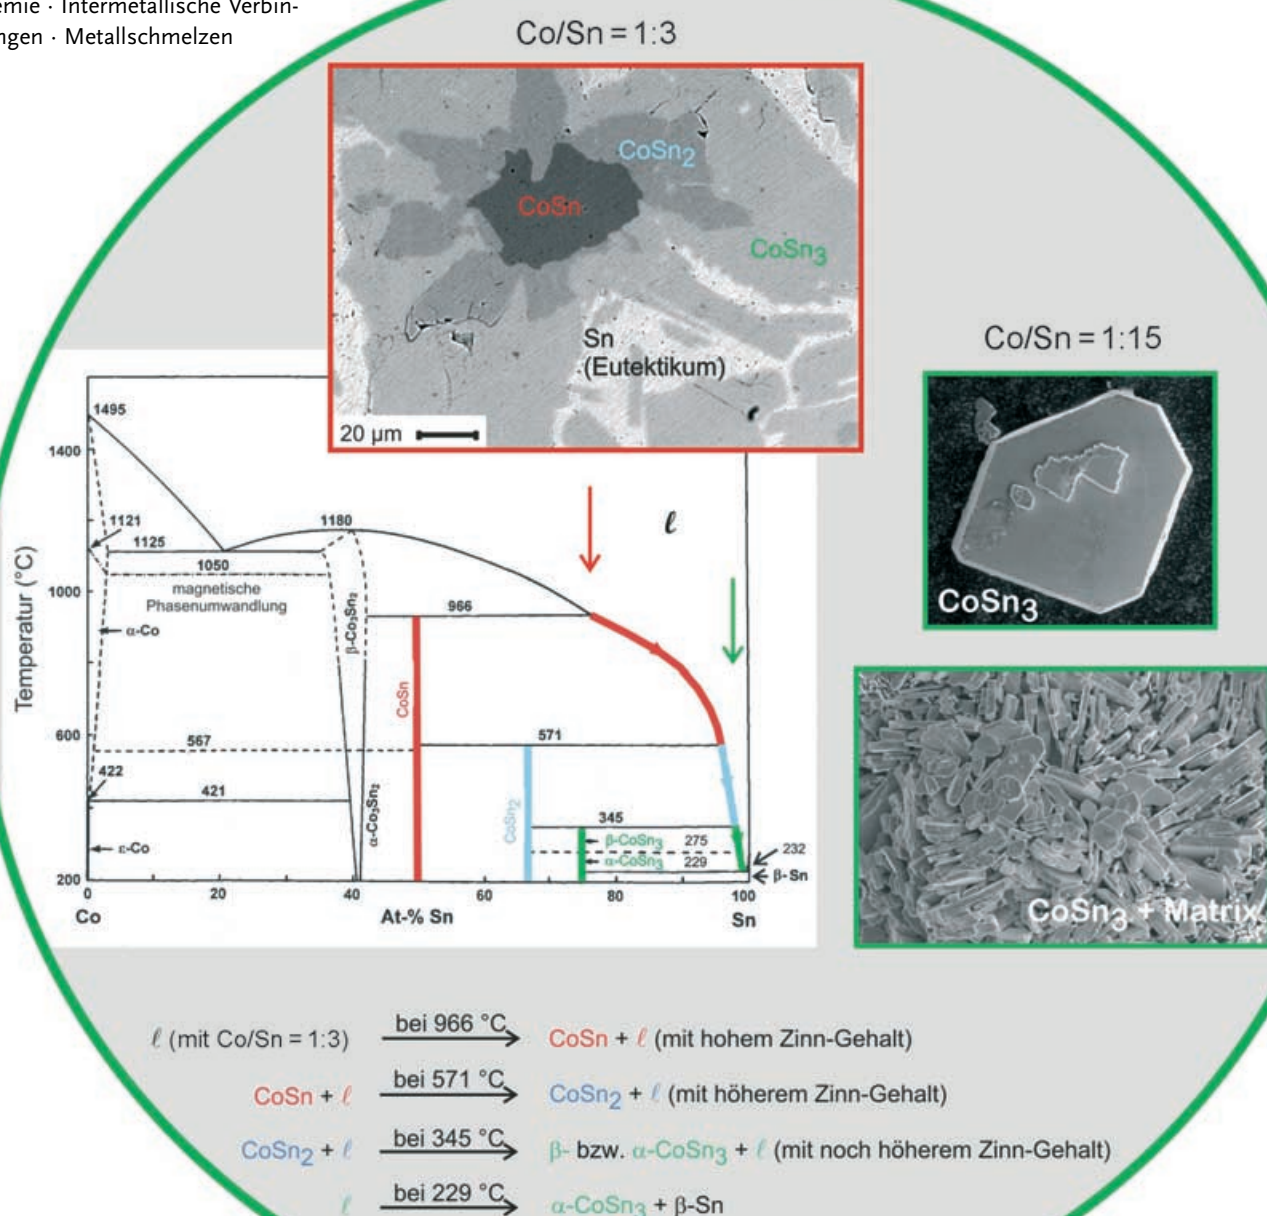 emie · Intermetallische Verbin-
ngen · Metallschmelzen
Co/Sn = 1:3
CoSn2
CoSn
CoSn3
Sn
(Eutektikum)
20 µm
Co/Sn = 1:15
CoSn3
CoSn3 + Matrix
Temperatur (°C)
1400
1000
600
200
1495
1121
1125
1180
1050
magnetische
Phasenumwandlung
α-Co
β-Co3Sn2
966
ℓ
CoSn
567
571
422
421
α-Co3Sn2
CoSn2
345
β-CoSn3 275
α-CoSn3 229
232
β-Sn
ε-Co
0 20 40 60 80 100
Co At-% Sn Sn
ℓ (mit Co/Sn = 1:3) bei 966 °C CoSn + ℓ (mit hohem Zinn-Gehalt)
CoSn + ℓ bei 571 °C CoSn2 + ℓ (mit höherem Zinn-Gehalt)
CoSn2 + ℓ bei 345 °C β- bzw. α-CoSn3 + ℓ (mit noch höherem Zinn-Gehalt)
ℓ bei 229 °C α-CoSn3 + β-Sn